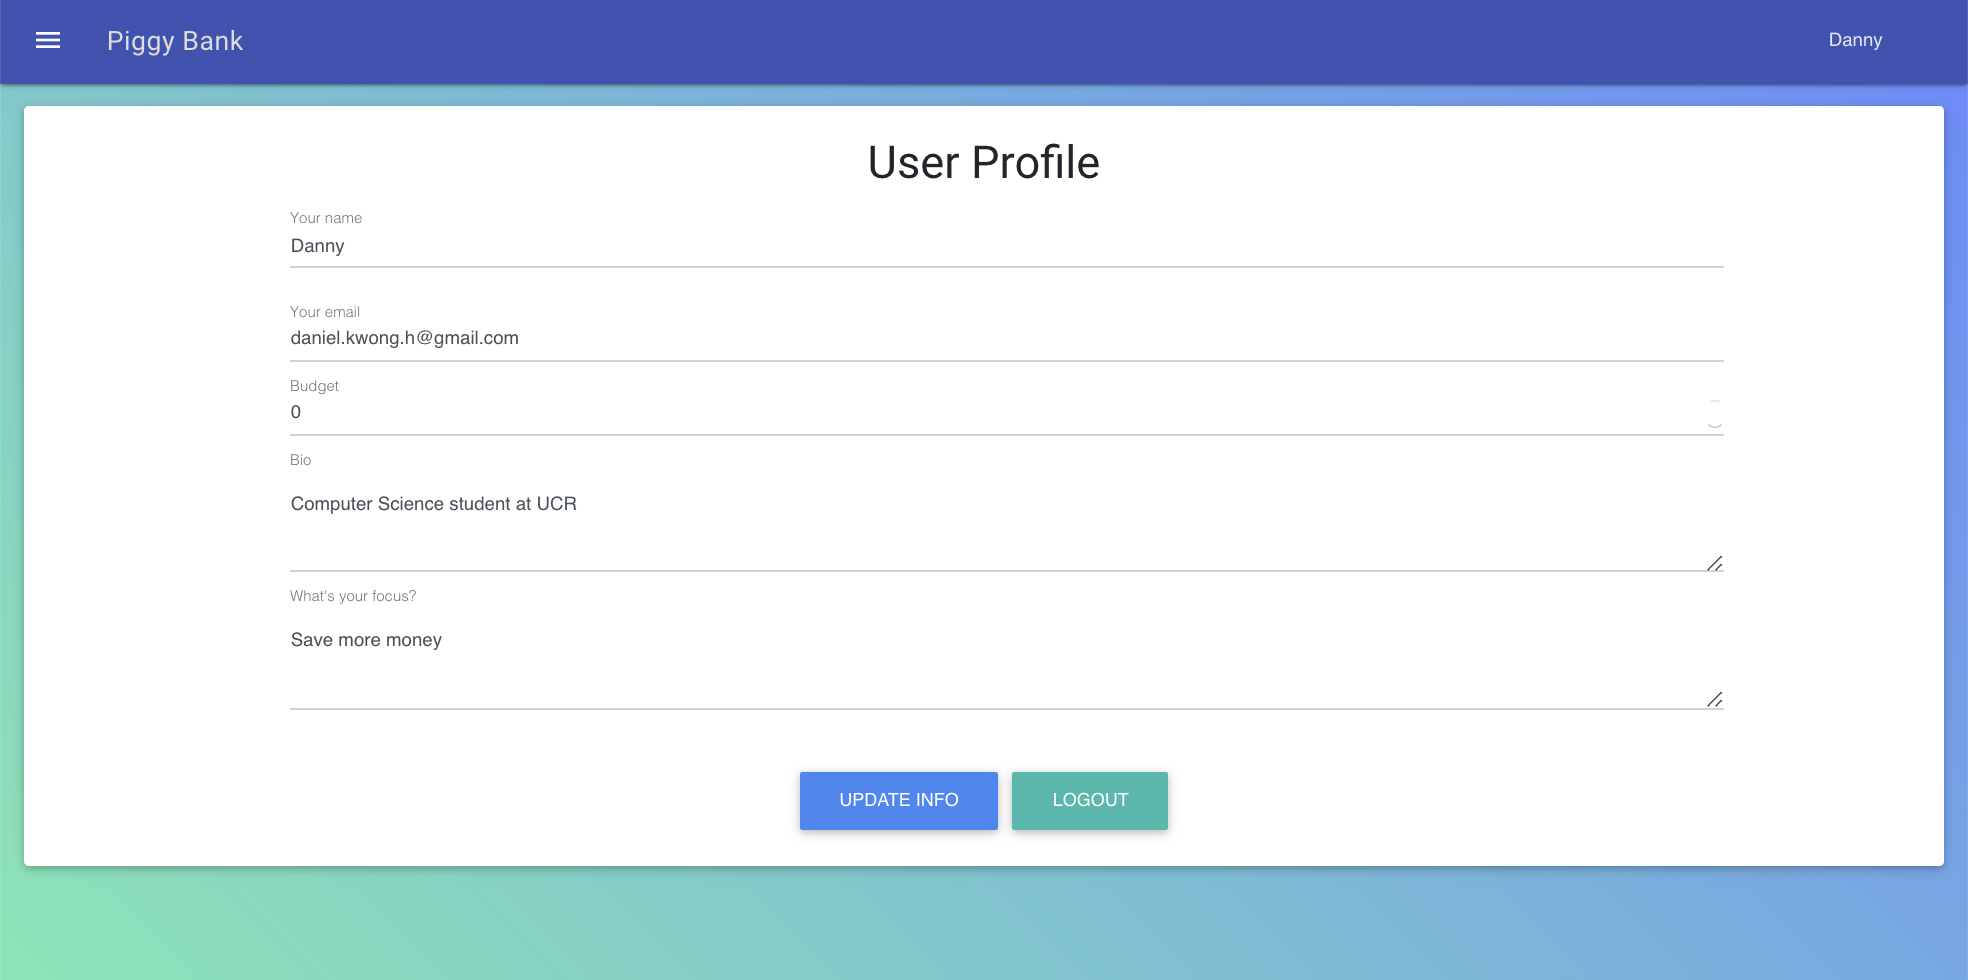 Piggy Bank
Danny
User Profile
Your name
Danny
Your email
daniel.kwong.h@gmail.com
Budget
0
Bio
Computer Science student at UCR
What's your focus?
Save more money
UPDATE INFO
LOGOUT